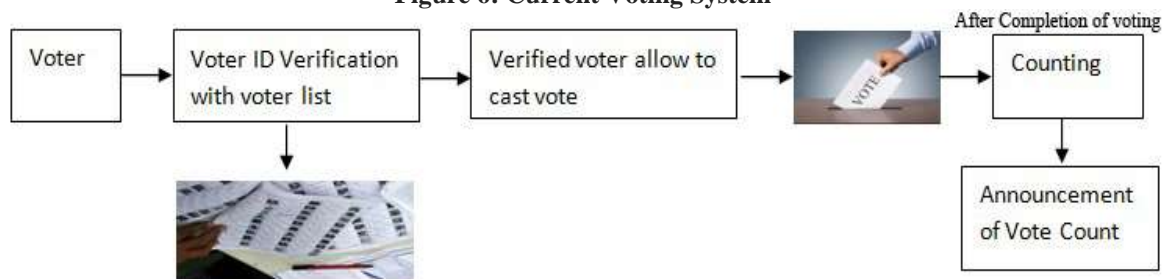 Figure 6: Current Voting System
After Completion of voting
Voter
Voter ID Verification
with voter list
Verified voter allow to
cast vote
VOTE
Counting
Announcement
of Vote Count